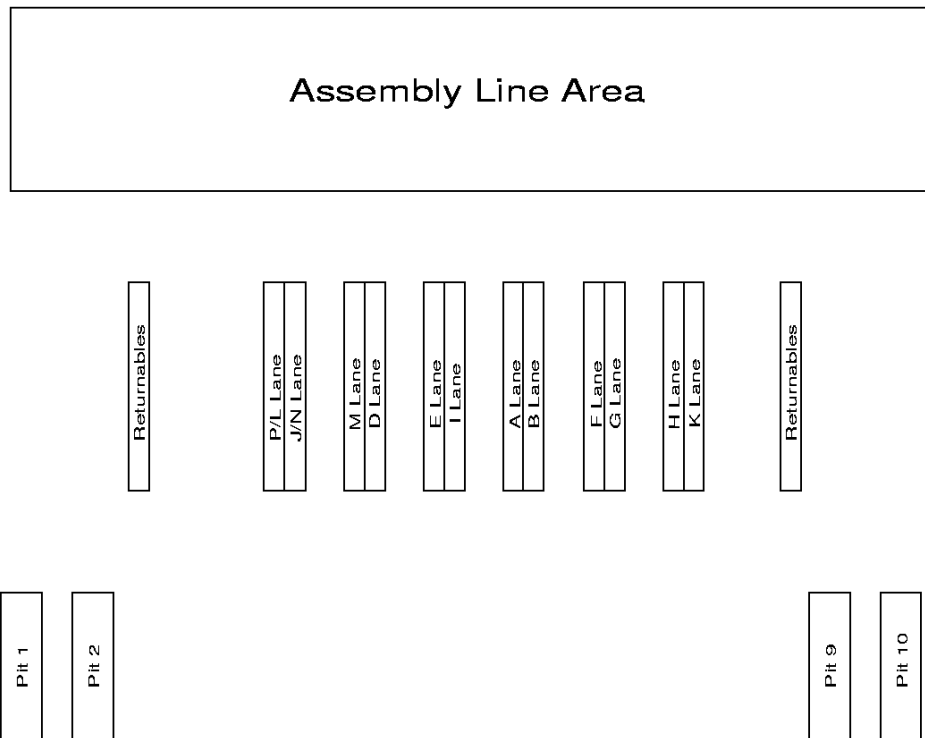 Assembly Line Area
Returnables
P/L Lane
J/N Lane
M Lane
D Lane
E Lane
I Lane
A Lane
B Lane
F Lane
G Lane
H Lane
K Lane
Returnables
Pit 1
Pit 2
Pit 9
Pit 10